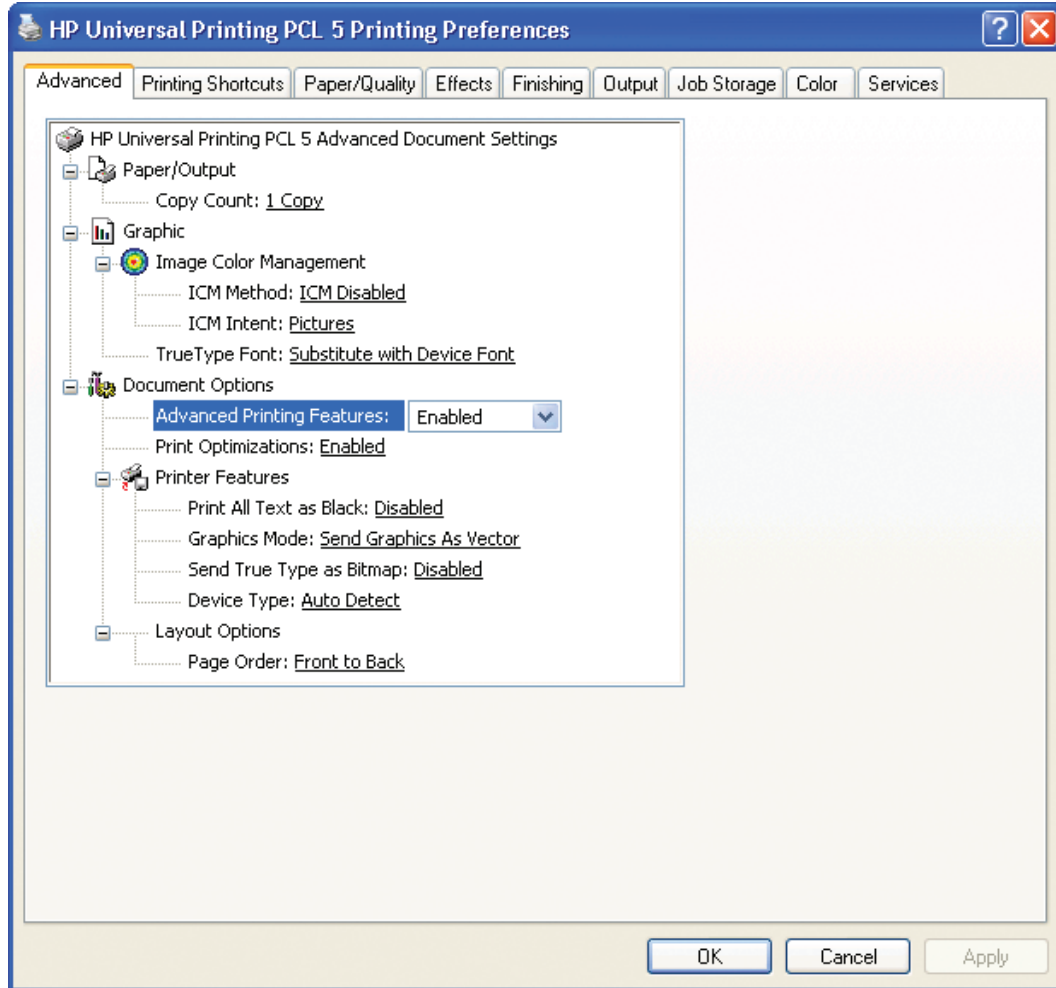 HP Universal Printing PCL 5 Printing Preferences
Advanced Printing Shortcuts Paper/Quality Effects Finishing Output Job Storage Color Services
HP Universal Printing PCL 5 Advanced Document Settings
Paper/Output
Copy Count: 1 Copy
Graphic
Image Color Management
ICM Method: ICM Disabled
ICM Intent: Pictures
TrueType Font: Substitute with Device Font
Document Options
Advanced Printing Features: Enabled
Print Optimizations: Enabled
Printer Features
Print All Text as Black: Disabled
Graphics Mode: Send Graphics As Vector
Send True Type as Bitmap: Disabled
Device Type: Auto Detect
Layout Options
Page Order: Front to Back
OK Cancel Apply